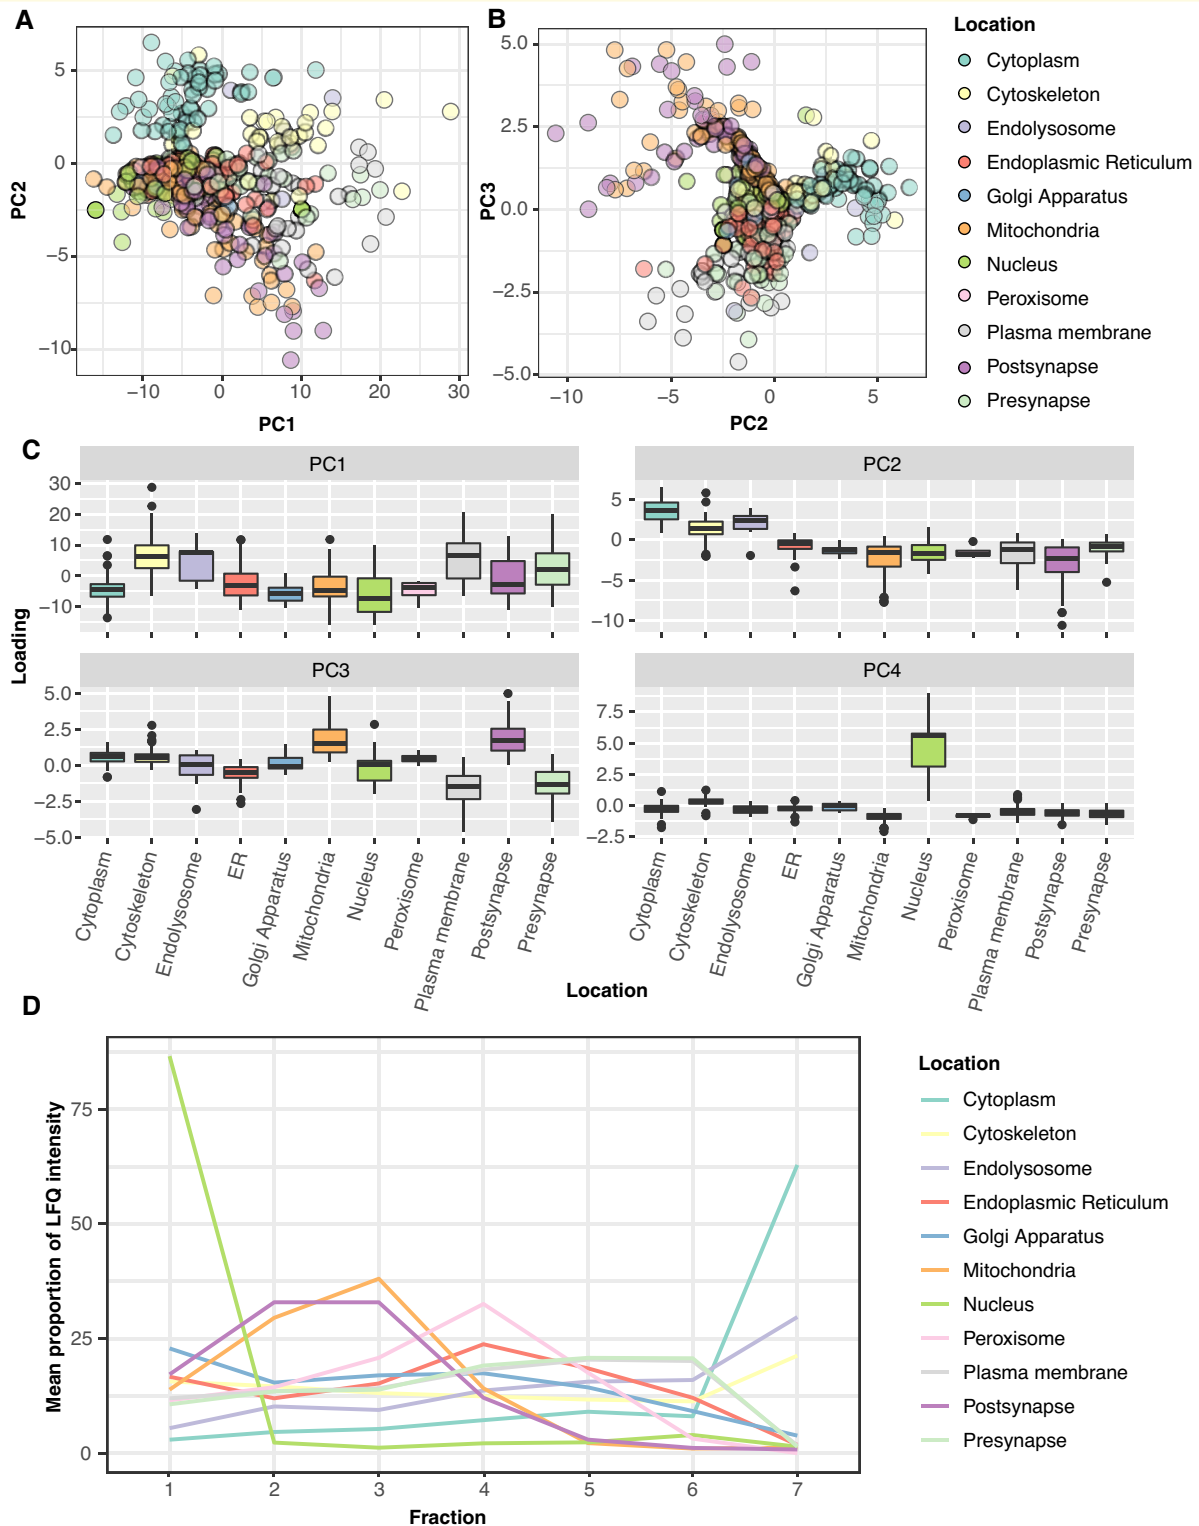 A
5
0
−5
−10
PC2
−10
0
10
20
30
PC1
B
5.0
2.5
0.0
−2.5
−5.0
PC3
−10
−5
0
5
PC2
Location
Cytoplasm
Cytoskeleton
Endolysosome
Endoplasmic Reticulum
Golgi Apparatus
Mitochondria
Nucleus
Peroxisome
Plasma membrane
Postsynapse
Presynapse
C
Loading
PC1
30
20
10
0
−10
PC2
5
0
−5
−10
PC3
5.0
2.5
0.0
−2.5
−5.0
PC4
7.5
5.0
2.5
0.0
−2.5
Cytoplasm
Cytoskeleton
Endolysosome
ER
Golgi Apparatus
Mitochondria
Nucleus
Peroxisome
Plasma membrane
Postsynapse
Presynapse
Cytoplasm
Cytoskeleton
Endolysosome
ER
Golgi Apparatus
Mitochondria
Nucleus
Peroxisome
Plasma membrane
Postsynapse
Presynapse
Location
D
Mean proportion of LFQ intensity
75
50
25
0
1
2
3
4
5
6
7
Fraction
Location
Cytoplasm
Cytoskeleton
Endolysosome
Endoplasmic Reticulum
Golgi Apparatus
Mitochondria
Nucleus
Peroxisome
Plasma membrane
Postsynapse
Presynapse